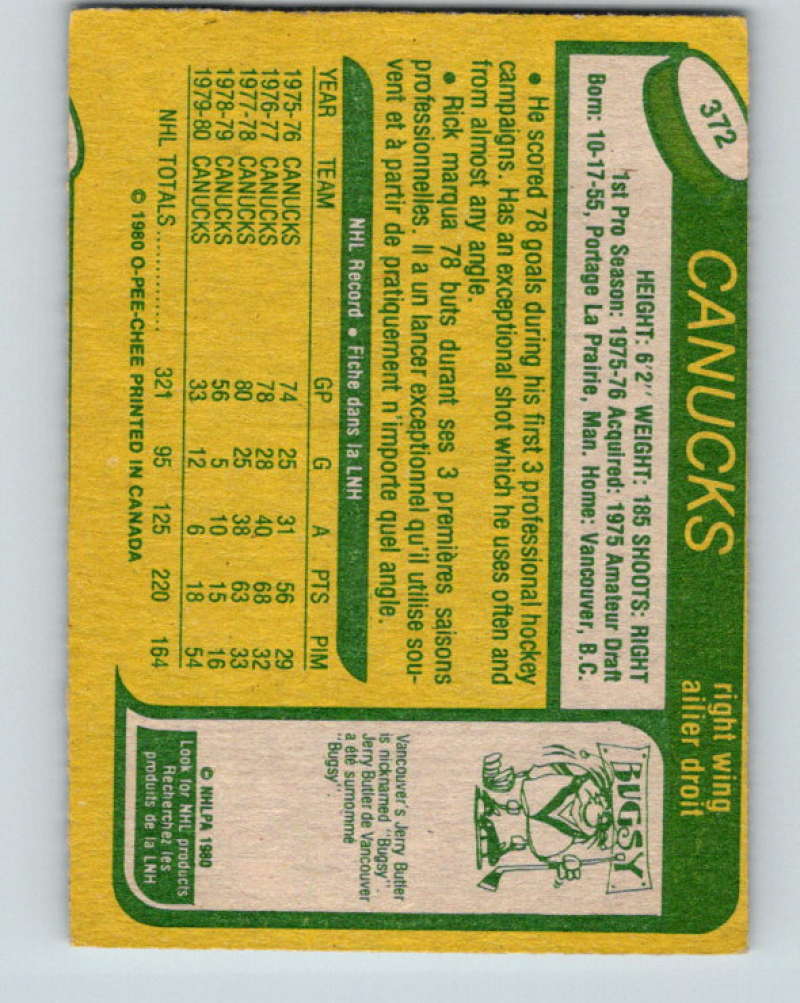 372
CANUCKS
right wing
ailier droit
HEIGHT: 6'2" WEIGHT: 185 SHOOTS: RIGHT
1st Pro Season: 1975-76 Acquired: 1975 Amateur Draft
Born: 10-17-55, Portage La Prairie, Man. Home: Vancouver, B.C.
• He scored 78 goals during his first 3 professional hockey
campaigns. Has an exceptional shot which he uses often and
from almost any angle.
• Rick marqua 78 buts durant ses 3 premières saisons
professionnelles. Il a un lancer exceptionnel qu'il utilise sou-
vent et à partir de pratiquement n'importe quel angle.
NHL Record • Fiche dans la LNH
YEAR TEAM GP G A PTS PIM
1975-76 CANUCKS 74 25 31 56 29
1976-77 CANUCKS 78 28 40 68 32
1977-78 CANUCKS 80 25 38 63 33
1978-79 CANUCKS 56 5 10 15 16
1979-80 CANUCKS 33 12 6 18 54
NHL TOTALS ............ 321 95 125 220 164
© 1980 O-PEE-CHEE PRINTED IN CANADA
BUGSY
Vancouver's Jerry Butler
is nicknamed "Bugsy".
Jerry Butler de Vancouver
a été surnommé
"Bugsy"
© NHLPA 1980
Look for NHL products
Recherchez les
produits de la LNH